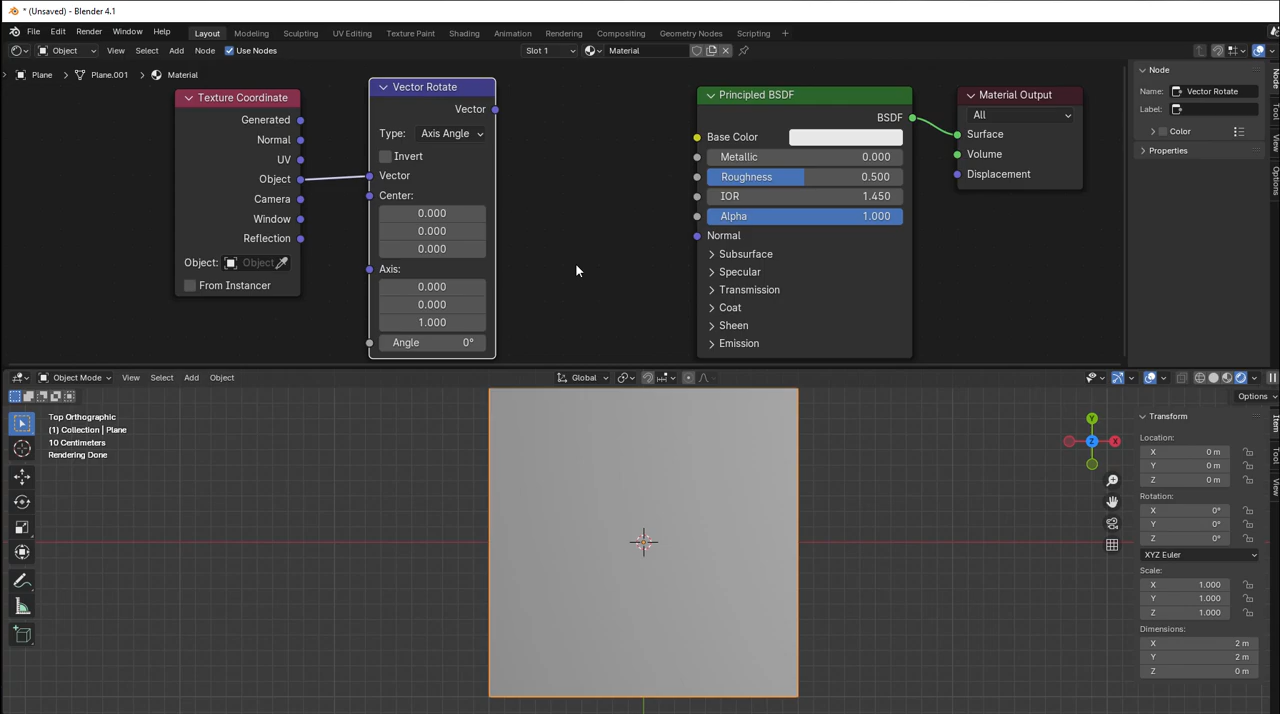 * (Unsaved) - Blender 4.1
File Edit Render Window Help Layout Modeling Sculpting UV Editing Texture Paint Shading Animation Rendering Compositing Geometry Nodes Scripting +
Object View Select Add Node Use Nodes Slot 1 Material
Plane > Plane.001 > Material
Texture Coordinate
Generated
Normal
UV
Object
Camera
Window
Reflection
Object: Object
From Instancer
Vector Rotate
Vector
Type: Axis Angle
Invert
Vector
Center:
0.000
0.000
0.000
Axis:
0.000
0.000
1.000
Angle 0°
Principled BSDF
BSDF
Base Color
Metallic 0.000
Roughness 0.500
IOR 1.450
Alpha 1.000
Normal
Subsurface
Specular
Transmission
Coat
Sheen
Emission
Material Output
All
Surface
Volume
Displacement
Node
Name: Vector Rotate
Label:
Color
Properties
Node
Tool
View
Options
Object Mode View Select Add Object Global
Options
Top Orthographic
(1) Collection | Plane
10 Centimeters
Rendering Done
Y
X
Z
Transform
Location:
X 0 m
Y 0 m
Z 0 m
Rotation:
X 0°
Y 0°
Z 0°
XYZ Euler
Scale:
X 1.000
Y 1.000
Z 1.000
Dimensions:
X 2 m
Y 2 m
Z 0 m
Item
Tool
View